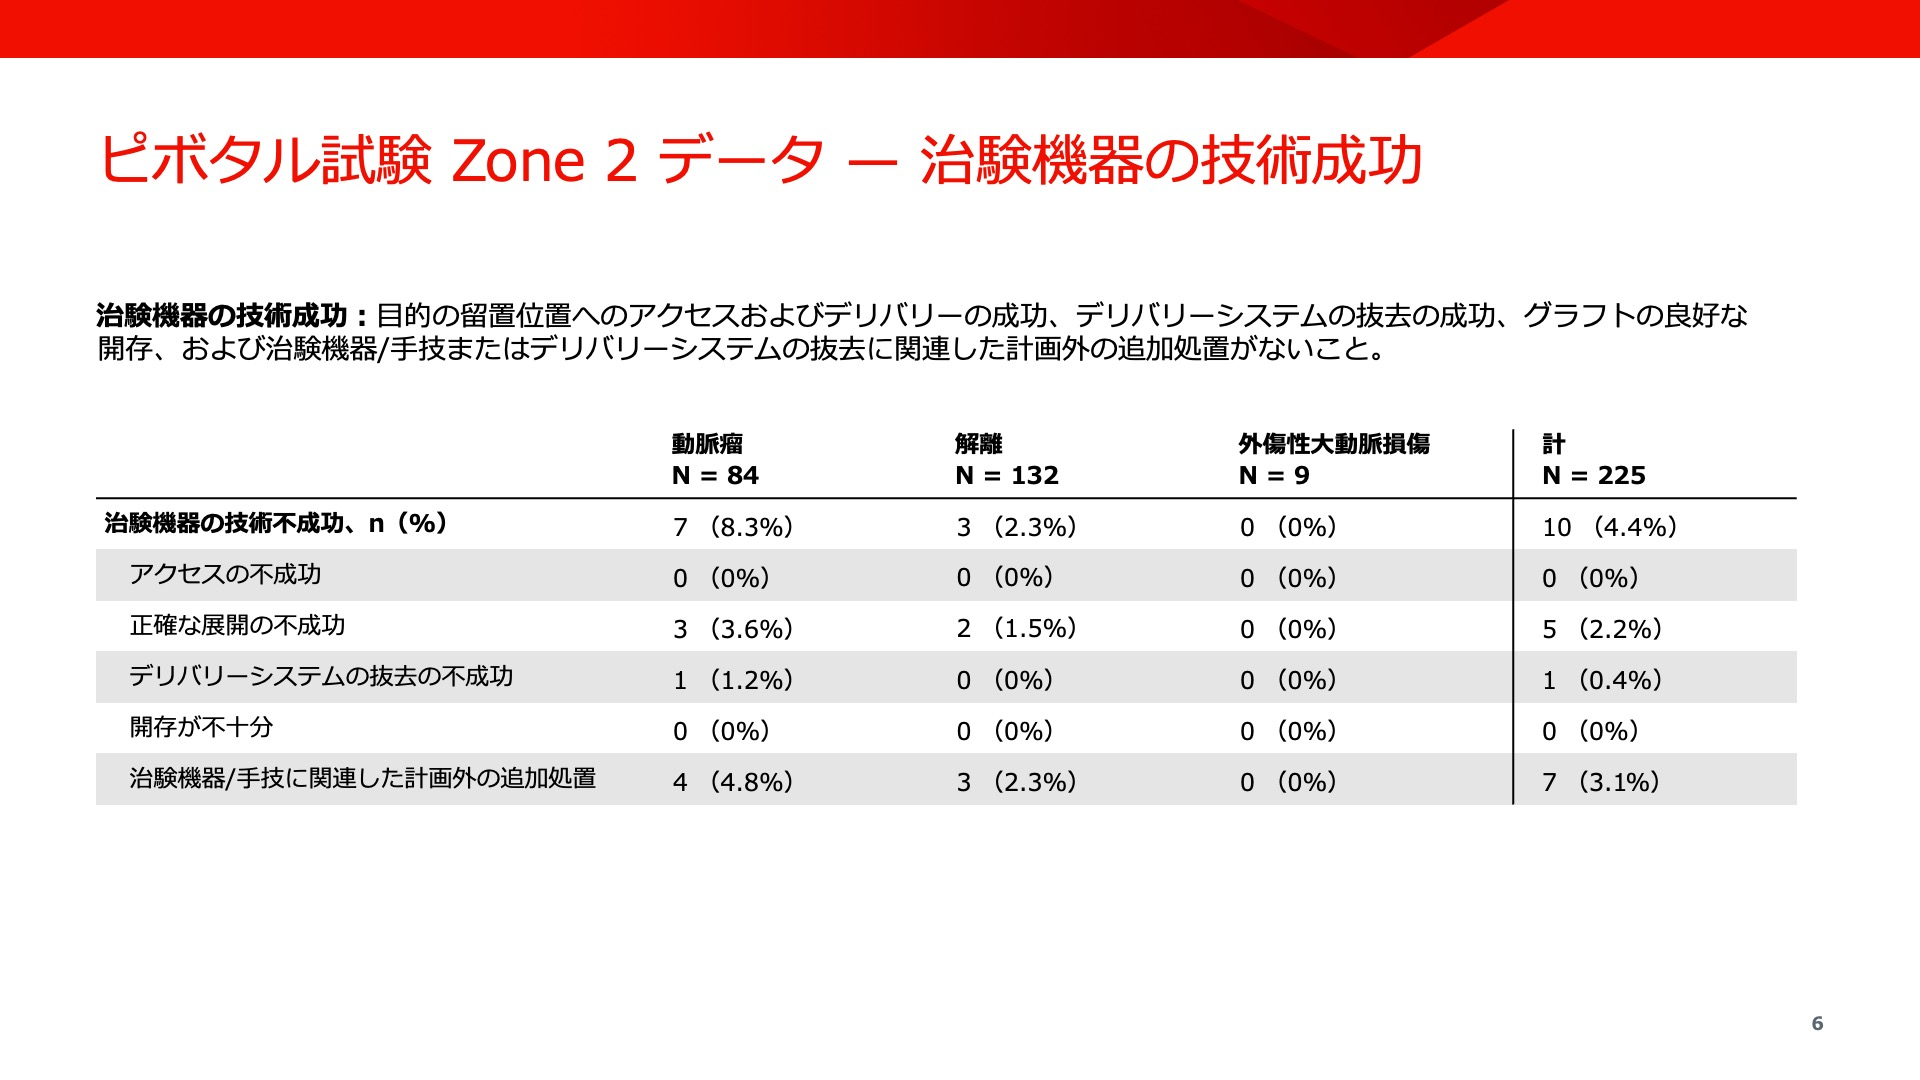 ピボタル試験 Zone 2 データ ー 治験機器の技術成功
治験機器の技術成功：目的の留置位置へのアクセスおよびデリバリーの成功、デリバリーシステムの抜去の成功、グラフトの良好な
開存、および治験機器/手技またはデリバリーシステムの抜去に関連した計画外の追加処置がないこと。
動脈瘤 解離 外傷性大動脈損傷 計
N = 84 N = 132 N = 9 N = 225
治験機器の技術不成功、n（%） 7 （8.3%） 3 （2.3%） 0 （0%） 10 （4.4%）
アクセスの不成功 0 （0%） 0 （0%） 0 （0%） 0 （0%）
正確な展開の不成功 3 （3.6%） 2 （1.5%） 0 （0%） 5 （2.2%）
デリバリーシステムの抜去の不成功 1 （1.2%） 0 （0%） 0 （0%） 1 （0.4%）
開存が不十分 0 （0%） 0 （0%） 0 （0%） 0 （0%）
治験機器/手技に関連した計画外の追加処置 4 （4.8%） 3 （2.3%） 0 （0%） 7 （3.1%）
6